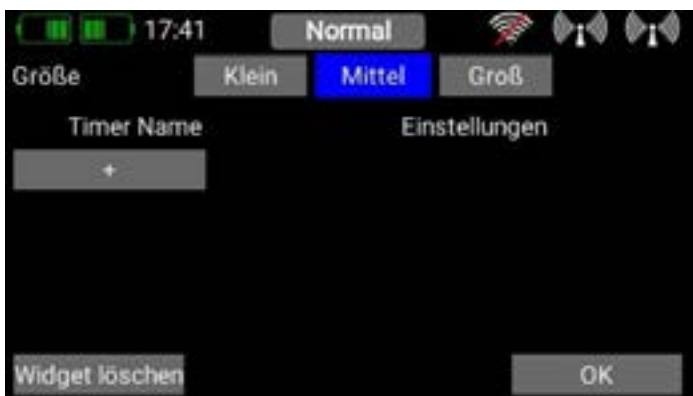 17:41 Normal
Größe Klein Mittel Groß
Timer Name Einstellungen
+
Widget löschen OK